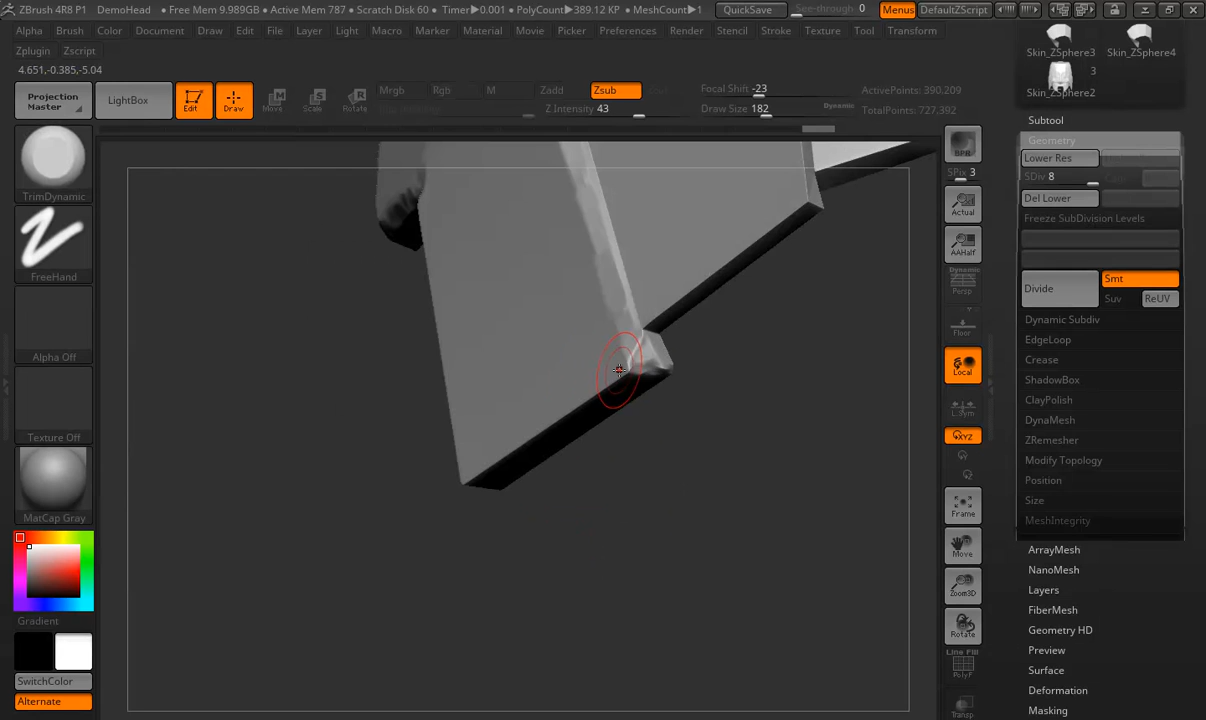 ZBrush 4R8 P1 DemoHead • Free Mem 9.989GB • Active Mem 787 • Scratch Disk 60 • Timer▶0.001 • PolyCount▶389.12 KP • MeshCount▶1 QuickSave See-through 0 Menus DefaultZScript
Alpha Brush Color Document Draw Edit File Layer Light Macro Marker Material Movie Picker Preferences Render Stencil Stroke Texture Tool Transform
Zplugin Zscript
4.651,-0.385,-5.04
Projection Master
LightBox
Edit
Draw
Move
Scale
Rotate
Mrgb Rgb M Zadd Zsub
Z Intensity 43
Focal Shift -23
Draw Size 182
Dynamic
ActivePoints: 390.209
TotalPoints: 727.392
TrimDynamic
FreeHand
Alpha Off
Texture Off
MatCap Gray
Gradient
SwitchColor
Alternate
BPR
SPix 3
Actual
AAHalf
Dynamic
Persp
Floor
Local
L.Sym
XYZ
Frame
Move
Zoom3D
Rotate
Line Fill
PolyF
Transp
Skin_ZSphere3 Skin_ZSphere4
3
Skin_ZSphere2
Subtool
Geometry
Lower Res
SDiv 8
Del Lower
Freeze SubDivision Levels
Divide
Smt
Suv ReUV
Dynamic Subdiv
EdgeLoop
Crease
ShadowBox
ClayPolish
DynaMesh
ZRemesher
Modify Topology
Position
Size
MeshIntegrity
ArrayMesh
NanoMesh
Layers
FiberMesh
Geometry HD
Preview
Surface
Deformation
Masking